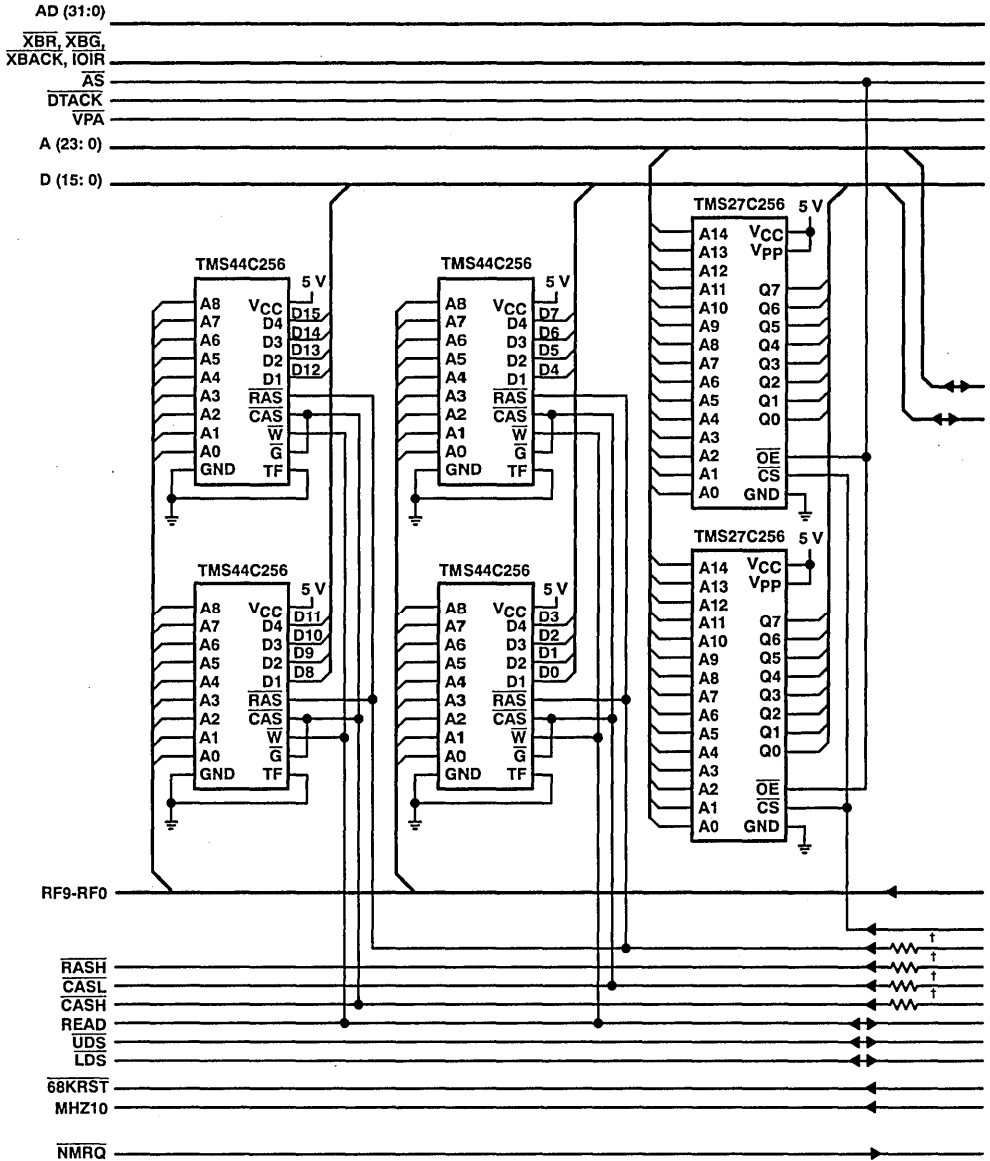 AD (31:0)
XBR, XBG,
XBACK, IOIR
AS
DTACK
VPA
A (23: 0)
D (15: 0)
TMS44C256
5 V
A8
A7
A6
A5
A4
A3
A2
A1
A0
GND
VCC
D4
D3
D2
D1
RAS
CAS
W
G
TF
D15
D14
D13
D12
TMS44C256
5 V
A8
A7
A6
A5
A4
A3
A2
A1
A0
GND
VCC
D4
D3
D2
D1
RAS
CAS
W
G
TF
D7
D6
D5
D4
TMS27C256
5 V
A14
A13
A12
A11
A10
A9
A8
A7
A6
A5
A4
A3
A2
A1
A0
VCC
VPP
Q7
Q6
Q5
Q4
Q3
Q2
Q1
Q0
OE
CS
GND
TMS44C256
5 V
A8
A7
A6
A5
A4
A3
A2
A1
A0
GND
VCC
D4
D3
D2
D1
RAS
CAS
W
G
TF
D11
D10
D9
D8
TMS44C256
5 V
A8
A7
A6
A5
A4
A3
A2
A1
A0
GND
VCC
D4
D3
D2
D1
RAS
CAS
W
G
TF
D3
D2
D1
D0
TMS27C256
5 V
A14
A13
A12
A11
A10
A9
A8
A7
A6
A5
A4
A3
A2
A1
A0
VCC
VPP
Q7
Q6
Q5
Q4
Q3
Q2
Q1
Q0
OE
CS
GND
RF9-RF0
†
†
†
†
RASH
CASL
CASH
READ
UDS
LDS
68KRST
MHZ10
NMRQ